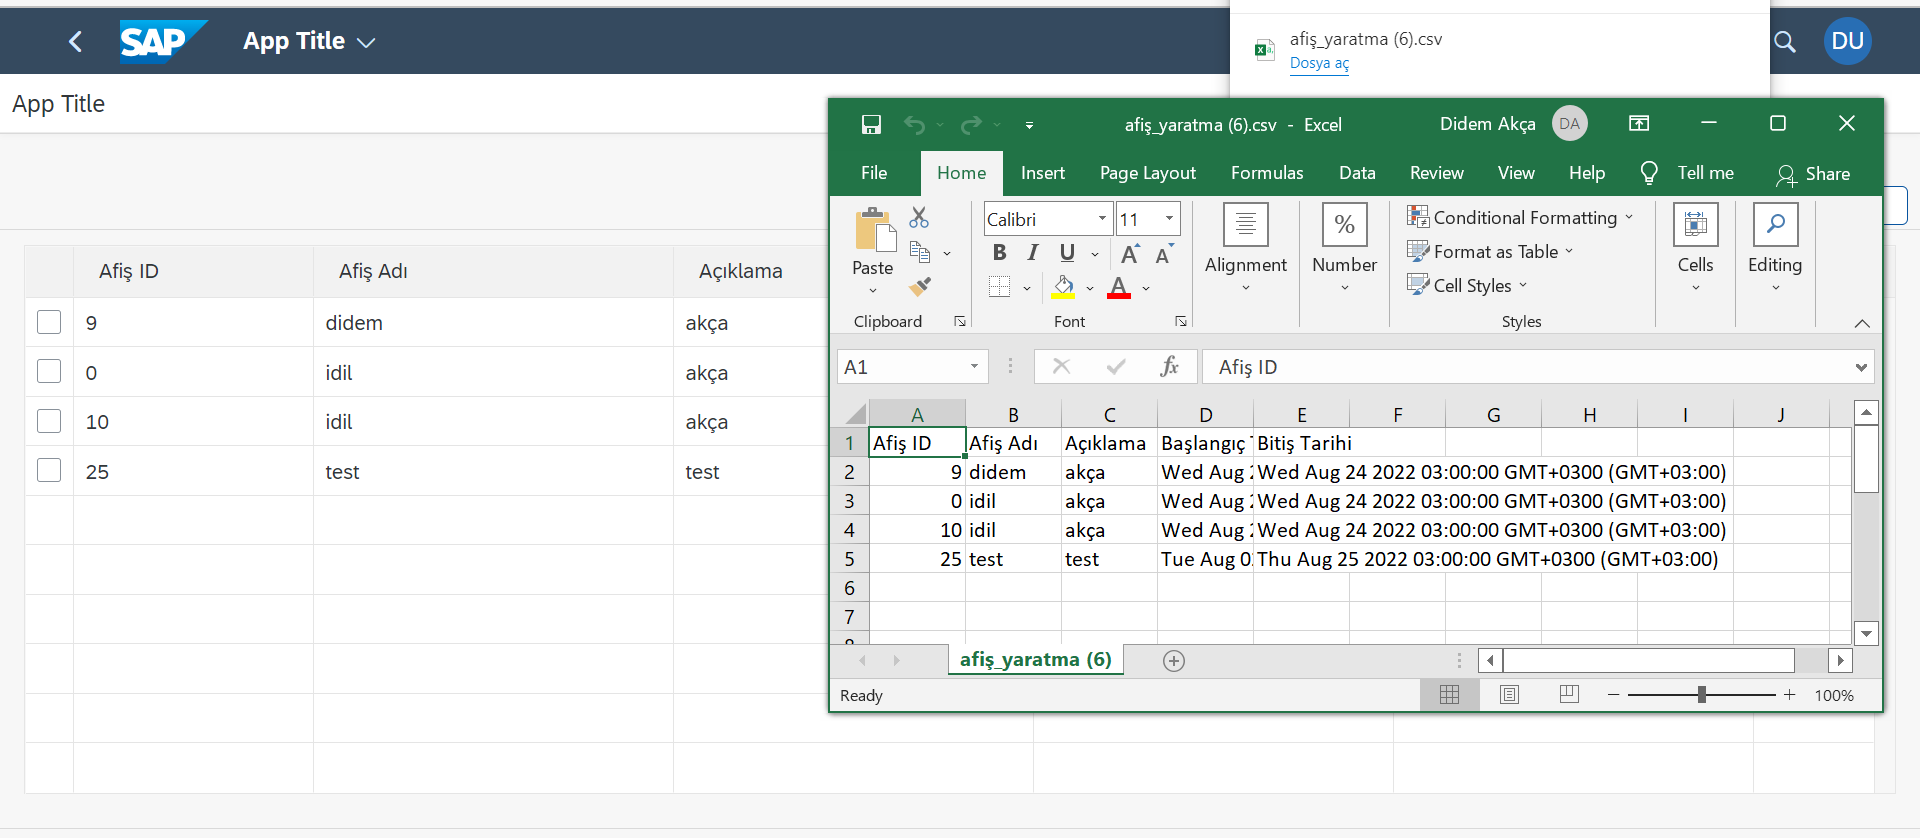 SAP App Title
DU
afiş_yaratma (6).csv
Dosya aç
App Title
Afiş ID Afiş Adı Açıklama
9 didem akça
0 idil akça
10 idil akça
25 test test
afiş_yaratma (6).csv - Excel
Didem Akça DA
File Home Insert Page Layout Formulas Data Review View Help Tell me Share
Calibri 11
Paste
B I U A A
A
Alignment
%
Number
Conditional Formatting
Format as Table
Cell Styles
Cells
Editing
Clipboard Font Styles
A1 fx Afiş ID
A B C D E F G H I J
1 Afiş ID Afiş Adı Açıklama Başlangıç Bitiş Tarihi
2 9 didem akça Wed Aug Wed Aug 24 2022 03:00:00 GMT+0300 (GMT+03:00)
3 0 idil akça Wed Aug Wed Aug 24 2022 03:00:00 GMT+0300 (GMT+03:00)
4 10 idil akça Wed Aug Wed Aug 24 2022 03:00:00 GMT+0300 (GMT+03:00)
5 25 test test Tue Aug 0 Thu Aug 25 2022 03:00:00 GMT+0300 (GMT+03:00)
6
7
afiş_yaratma (6)
Ready
100%